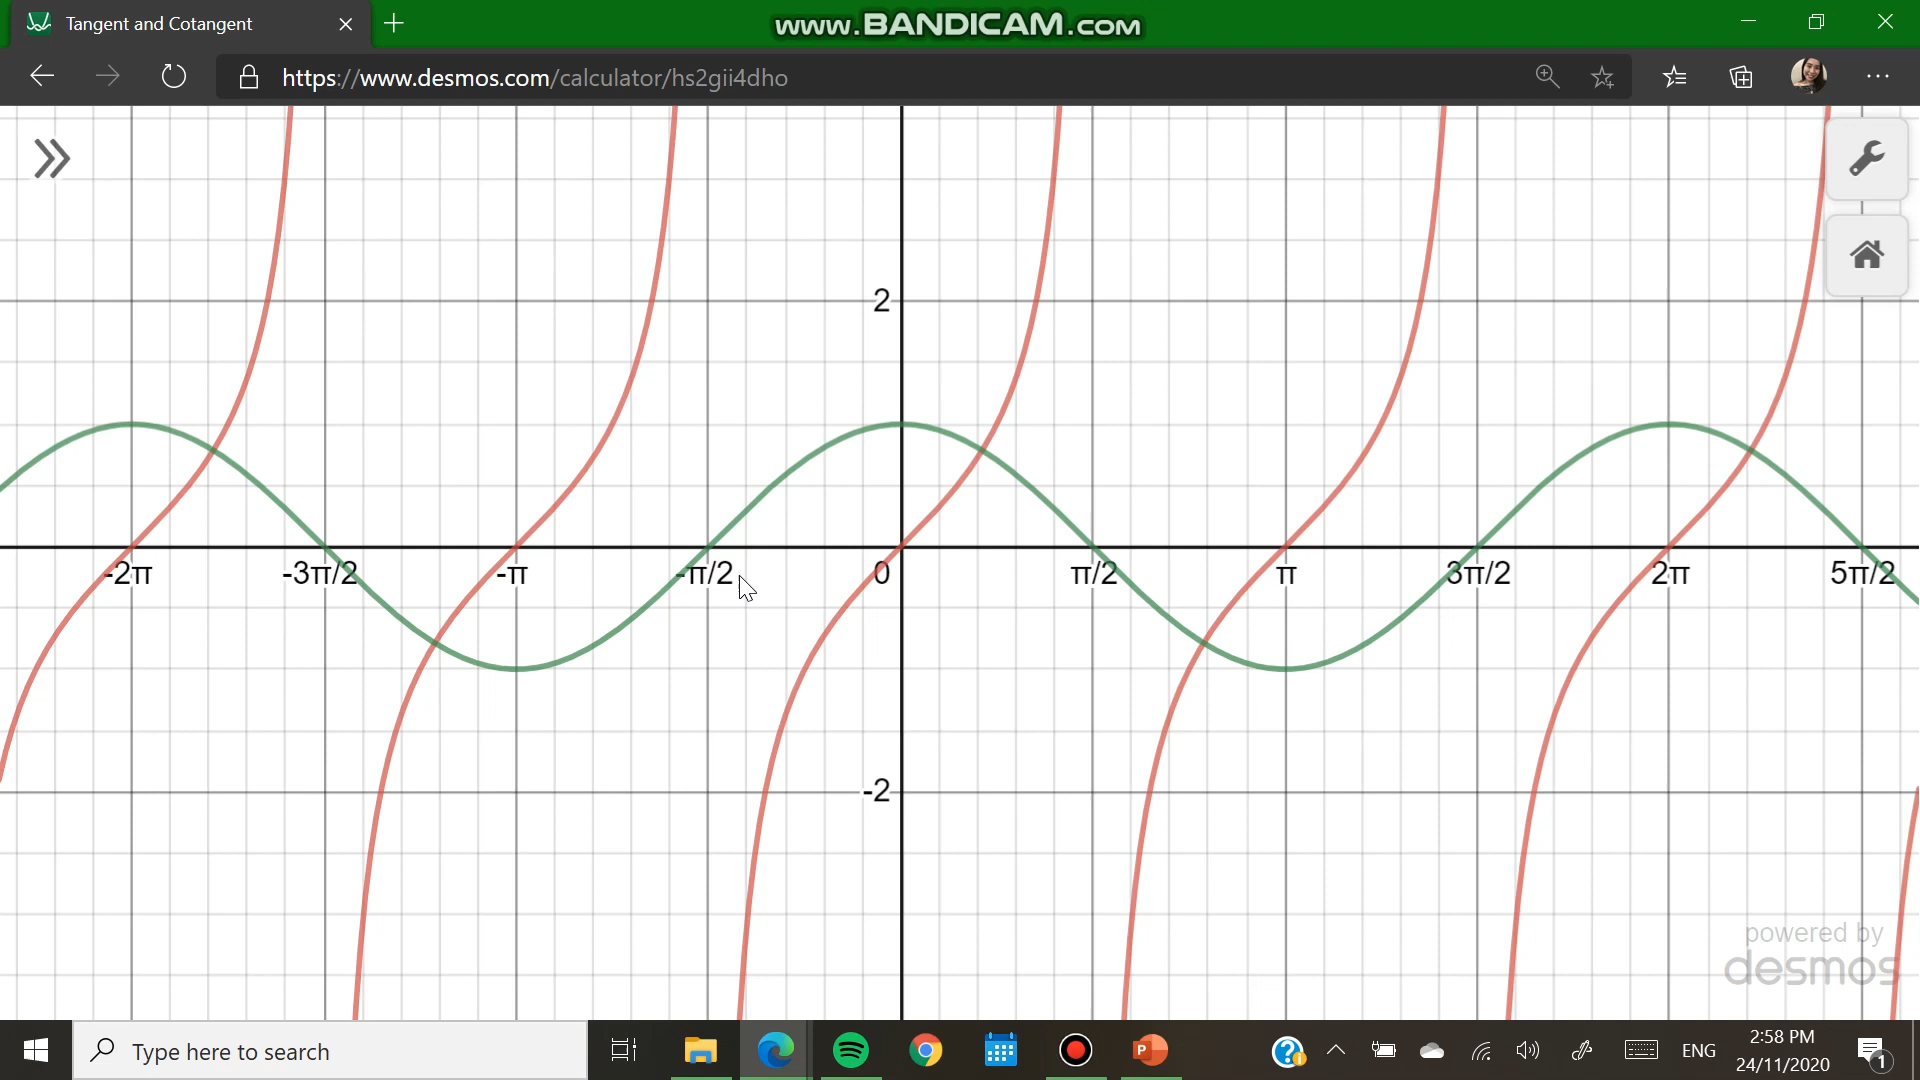 Tangent and Cotangent
www.BANDICAM.com
https://www.desmos.com/calculator/hs2gii4dho
2
-2π -3π/2 -π -π/2 0 π/2 π 3π/2 2π 5π/2
-2
powered by
desmos
Type here to search
P
ENG
2:58 PM
24/11/2020
1